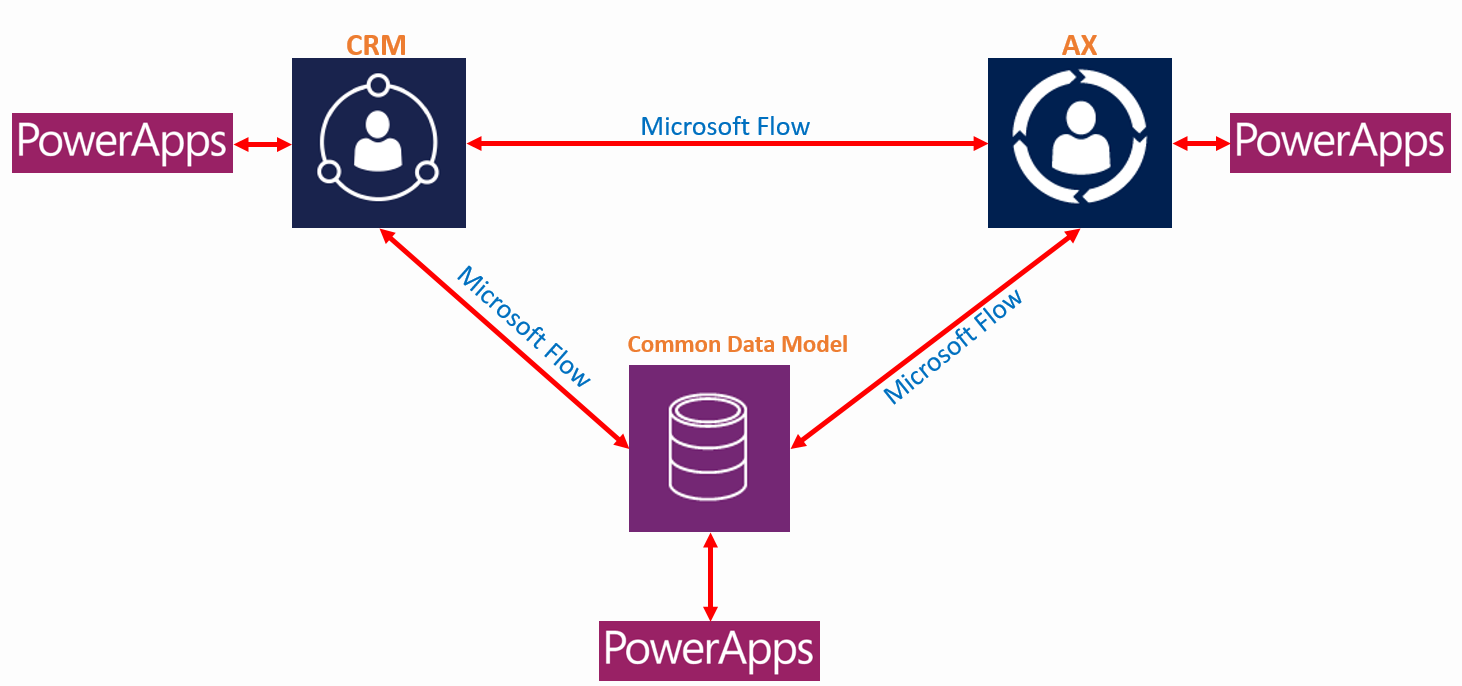 CRM
AX
PowerApps
Microsoft Flow
PowerApps
Microsoft Flow
Microsoft Flow
Common Data Model
PowerApps